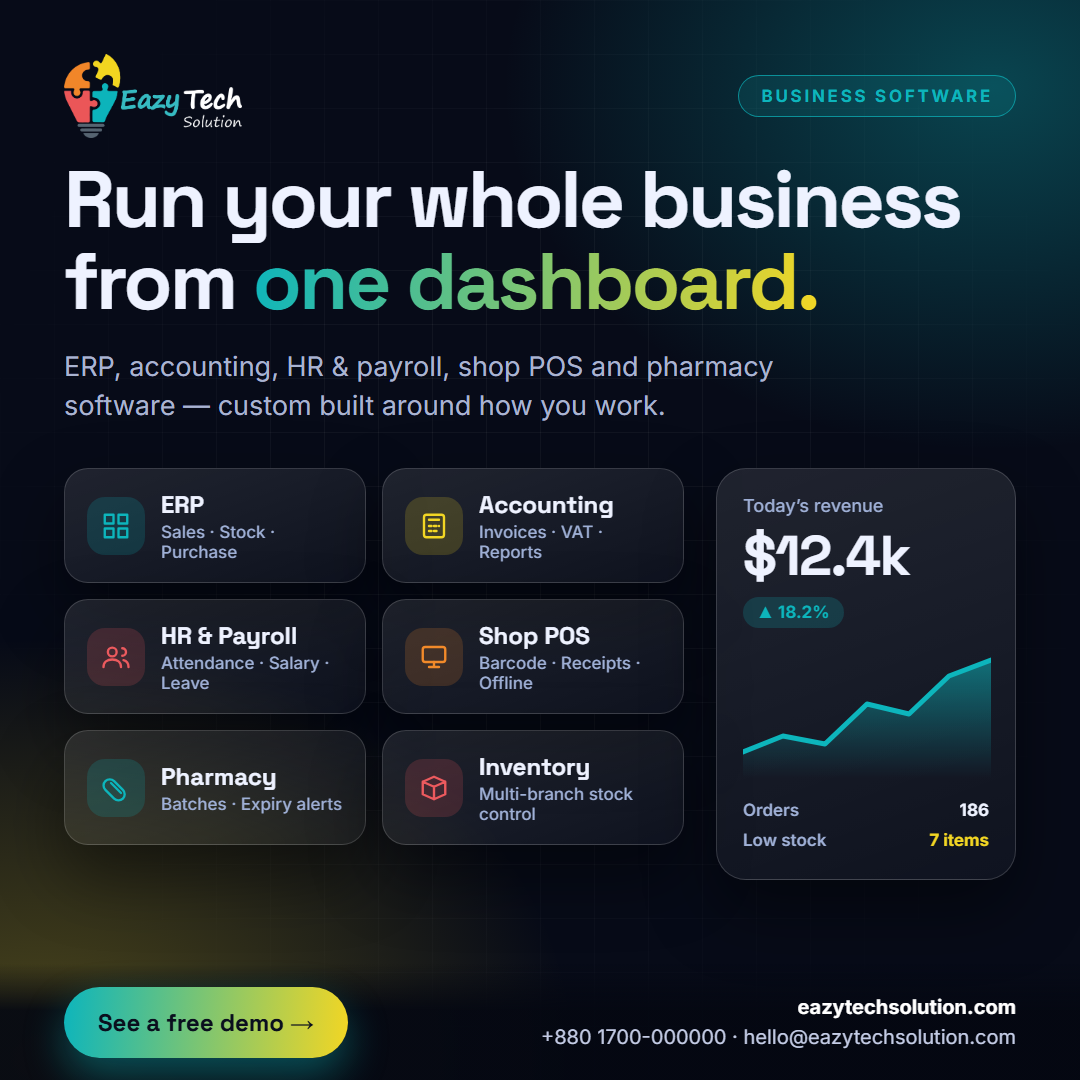 Eazy Tech
Solution
BUSINESS SOFTWARE
Run your whole business
from one dashboard.
ERP, accounting, HR & payroll, shop POS and pharmacy
software — custom built around how you work.
ERP
Sales · Stock ·
Purchase
Accounting
Invoices · VAT ·
Reports
HR & Payroll
Attendance · Salary ·
Leave
Shop POS
Barcode · Receipts ·
Offline
Pharmacy
Batches · Expiry alerts
Inventory
Multi-branch stock
control
Today's revenue
$12.4k
▲ 18.2%
Orders 186
Low stock 7 items
See a free demo →
eazytechsolution.com
+880 1700-000000 · hello@eazytechsolution.com